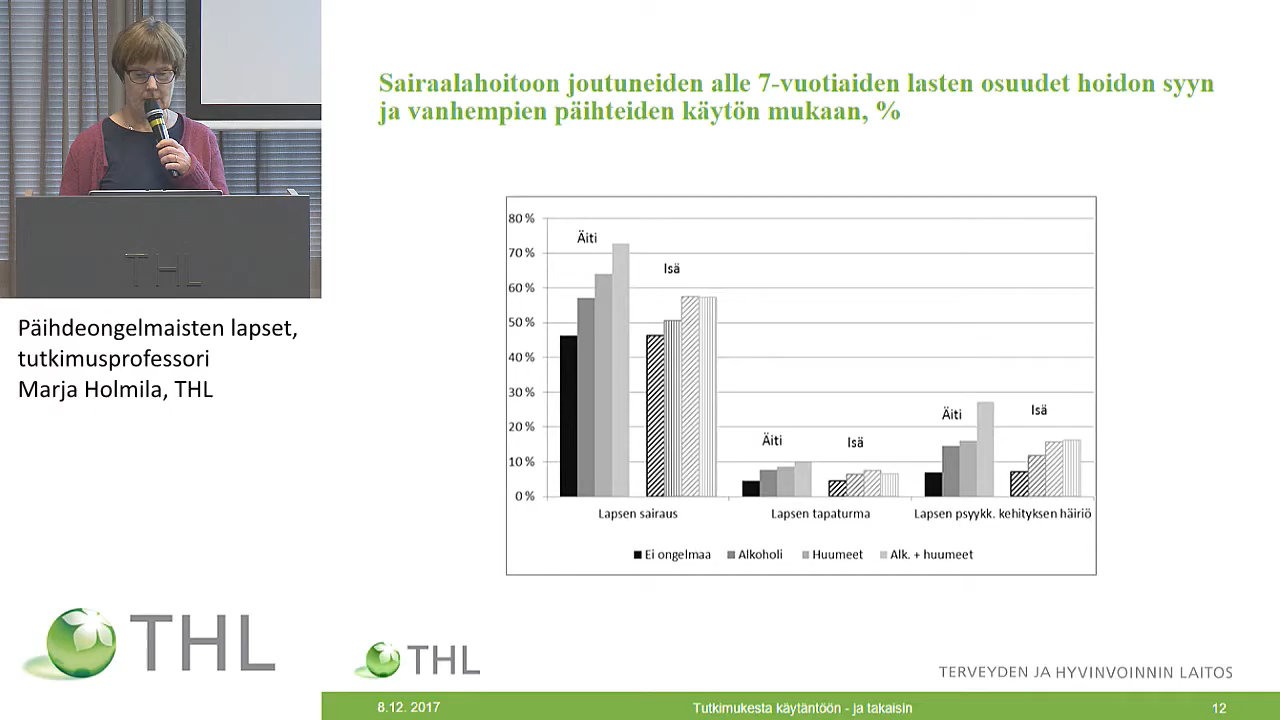 THL
Päihdeongelmaisten lapset,
tutkimusprofessori
Marja Holmila, THL
THL
Sairaalahoitoon joutuneiden alle 7-vuotiaiden lasten osuudet hoidon syyn
ja vanhempien päihteiden käytön mukaan, %
80 %
70 %
60 %
50 %
40 %
30 %
20 %
10 %
0 %
Äiti
Isä
Äiti
Isä
Äiti
Isä
Lapsen sairaus
Lapsen tapaturma
Lapsen psyykk. kehityksen häiriö
Ei ongelmaa Alkoholi Huumeet Alk. + huumeet
THL
TERVEYDEN JA HYVINVOINNIN LAITOS
8.12. 2017 Tutkimukesta käytäntöön - ja takaisin 12